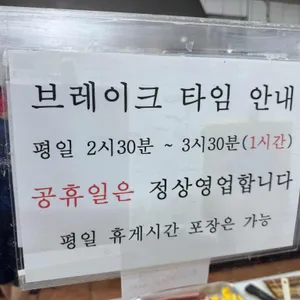 브레이크 타임 안내
평일 2시30분 ~ 3시30분(1시간)
공휴일은 정상영업합니다
평일 휴게시간 포장은 가능